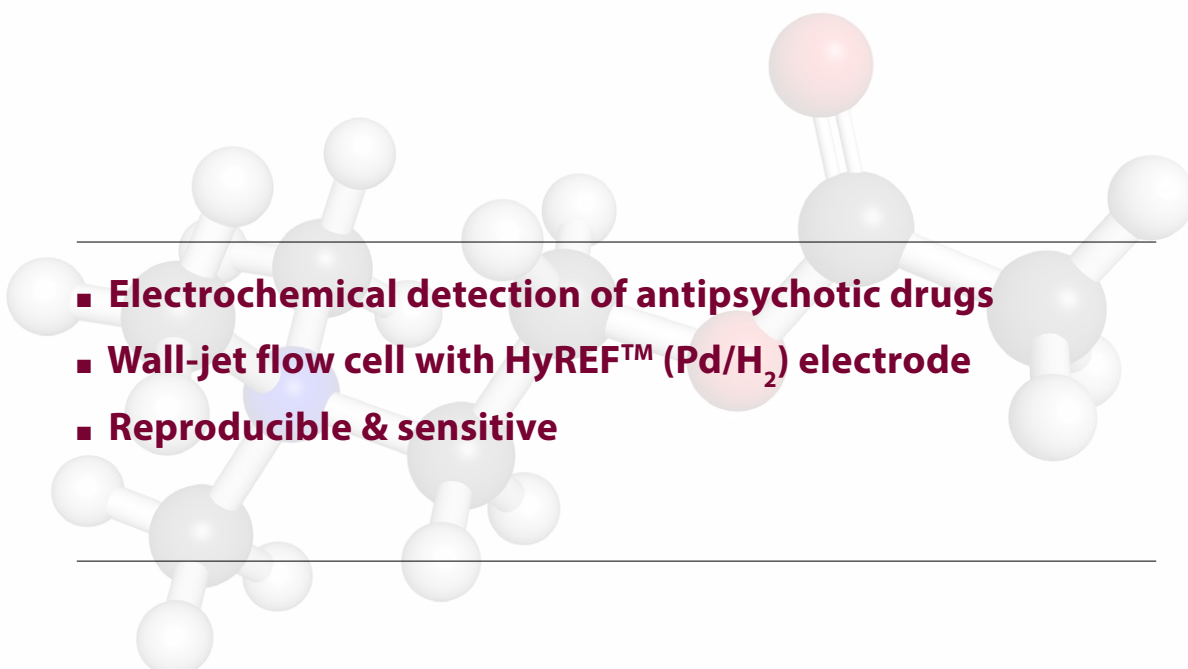 ▪ Electrochemical detection of antipsychotic drugs
▪ Wall-jet flow cell with HyREF™ (Pd/H₂) electrode
▪ Reproducible & sensitive